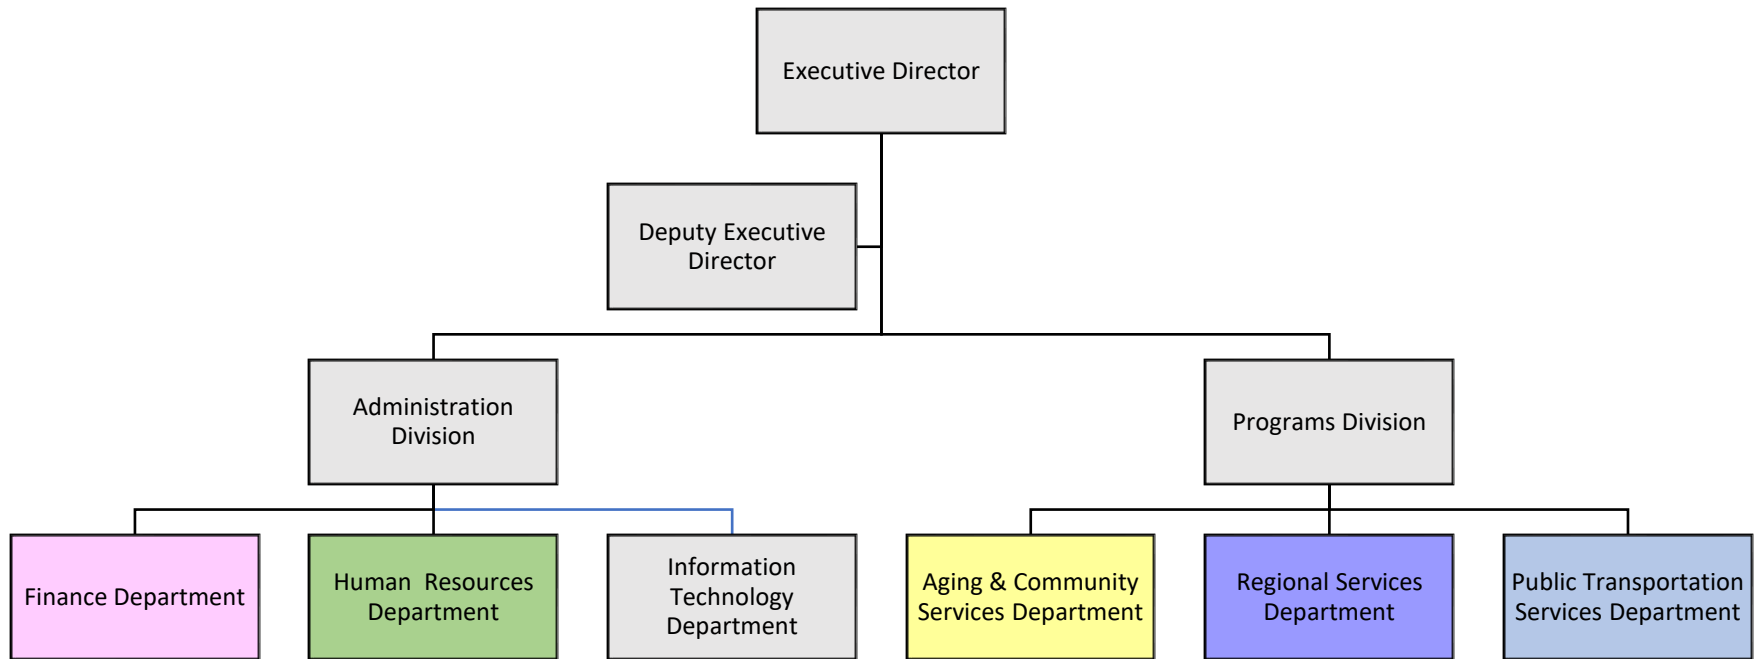 Executive Director
Deputy Executive
Director
Administration
Division
Programs Division
Finance Department
Human  Resources
Department
Information
Technology
Department
Aging & Community
Services Department
Regional Services
Department
Public Transportation
Services Department